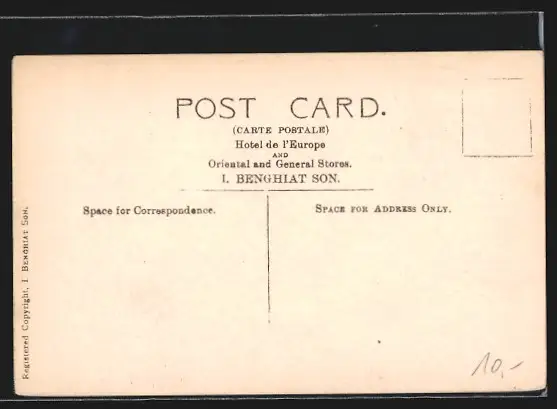 POST CARD.
(CARTE POSTALE)
Hotel de l'Europe
AND
Oriental and General Stores.
I. BENGHIAT SON.
Space for Correspondence.
SPACE FOR ADDRESS ONLY.
Registered Copyright, I. BENGHIAT SON.
10,-